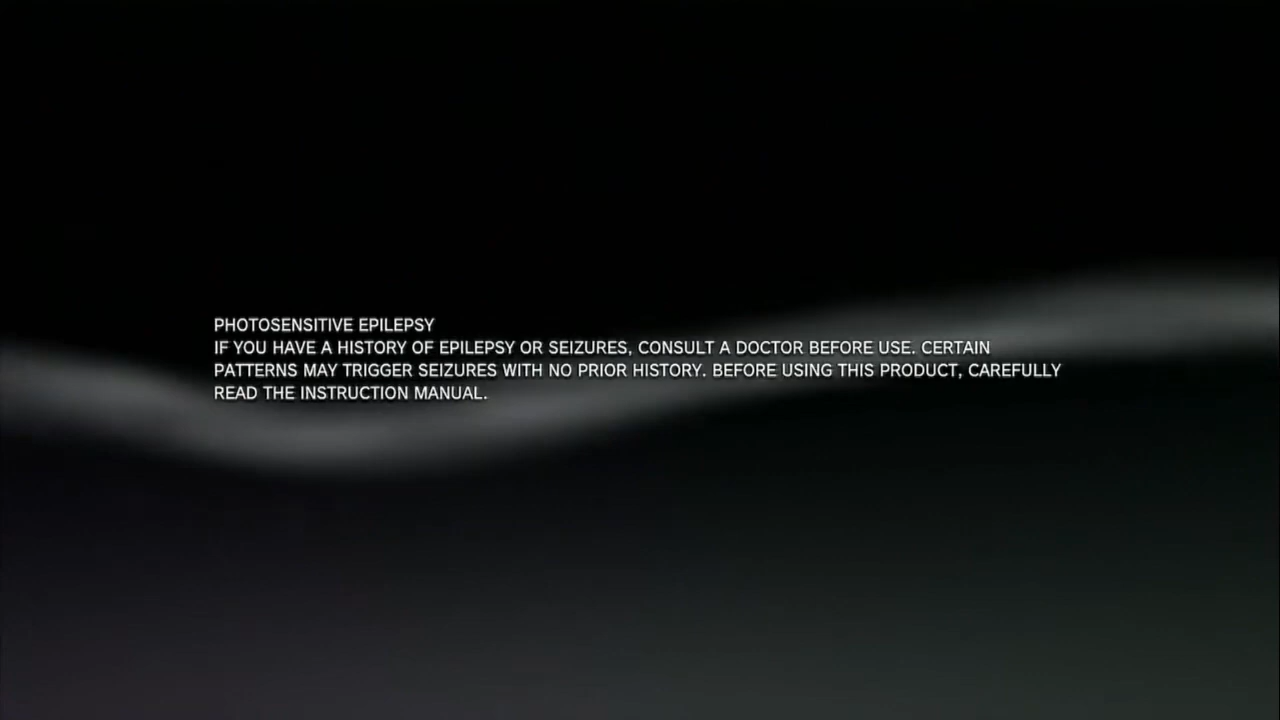 PHOTOSENSITIVE EPILEPSY
IF YOU HAVE A HISTORY OF EPILEPSY OR SEIZURES, CONSULT A DOCTOR BEFORE USE. CERTAIN
PATTERNS MAY TRIGGER SEIZURES WITH NO PRIOR HISTORY. BEFORE USING THIS PRODUCT, CAREFULLY
READ THE INSTRUCTION MANUAL.